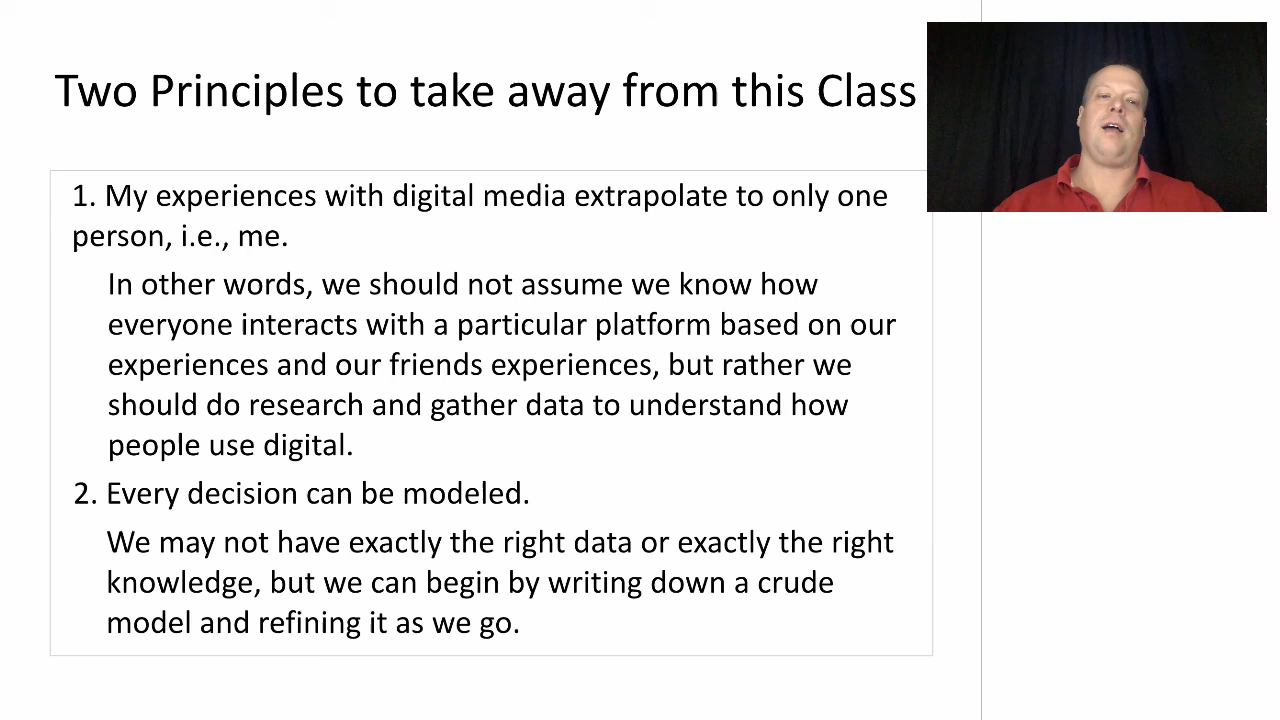 Two Principles to take away from this Class
1. My experiences with digital media extrapolate to only one
person, i.e., me.
In other words, we should not assume we know how
everyone interacts with a particular platform based on our
experiences and our friends experiences, but rather we
should do research and gather data to understand how
people use digital.
2. Every decision can be modeled.
We may not have exactly the right data or exactly the right
knowledge, but we can begin by writing down a crude
model and refining it as we go.